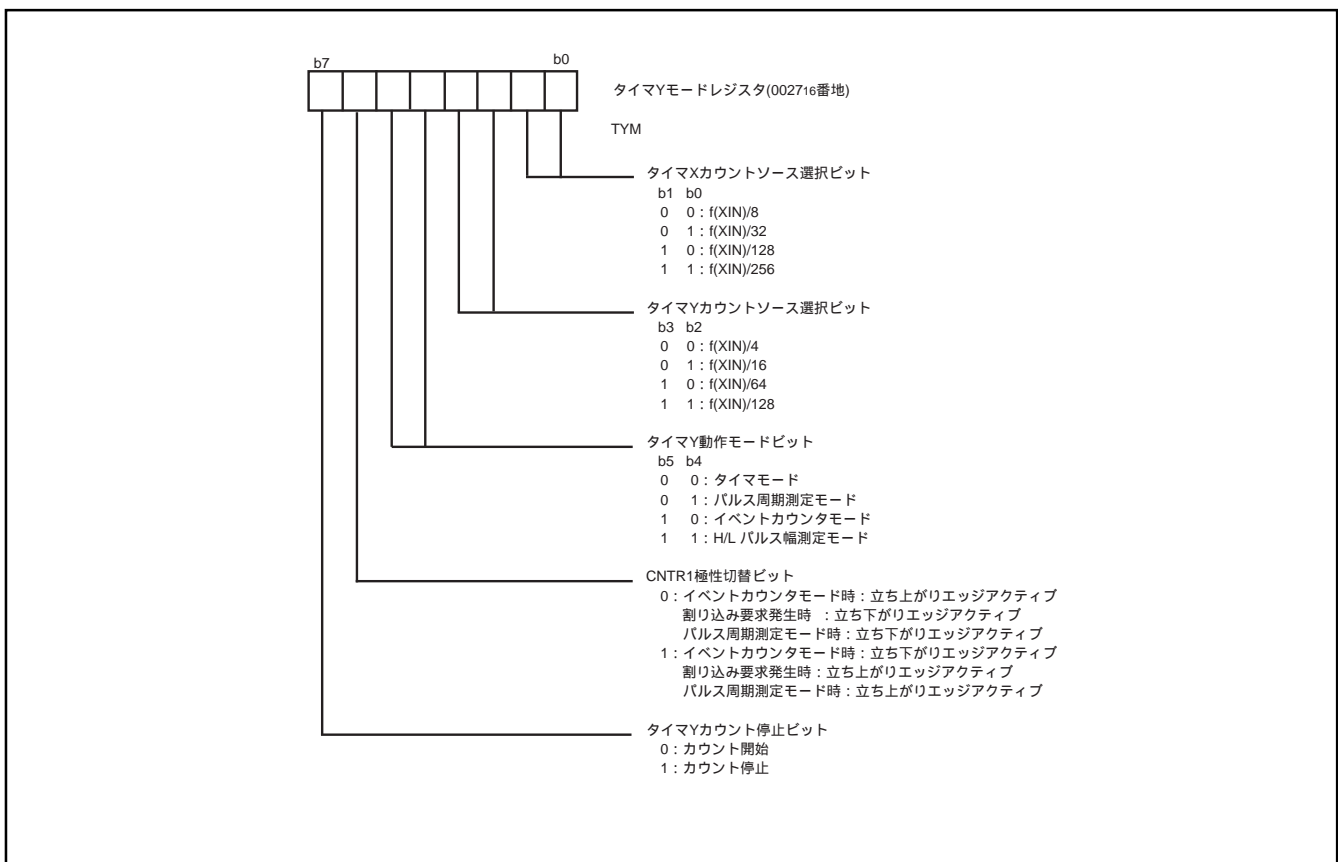 b7 b0
タイマYモードレジスタ(002716番地)
TYM
タイマXカウントソース選択ビット
b1 b0
0 0：f(XIN)/8
0 1：f(XIN)/32
1 0：f(XIN)/128
1 1：f(XIN)/256
タイマYカウントソース選択ビット
b3 b2
0 0：f(XIN)/4
0 1：f(XIN)/16
1 0：f(XIN)/64
1 1：f(XIN)/128
タイマY動作モードビット
b5 b4
0 0：タイマモード
0 1：パルス周期測定モード
1 0：イベントカウンタモード
1 1：H/L パルス幅測定モード
CNTR1極性切替ビット
0：イベントカウンタモード時：立ち上がりエッジアクティブ
割り込み要求発生時 ：立ち下がりエッジアクティブ
パルス周期測定モード時：立ち下がりエッジアクティブ
1：イベントカウンタモード時：立ち下がりエッジアクティブ
割り込み要求発生時：立ち上がりエッジアクティブ
パルス周期測定モード時：立ち上がりエッジアクティブ
タイマYカウント停止ビット
0：カウント開始
1：カウント停止